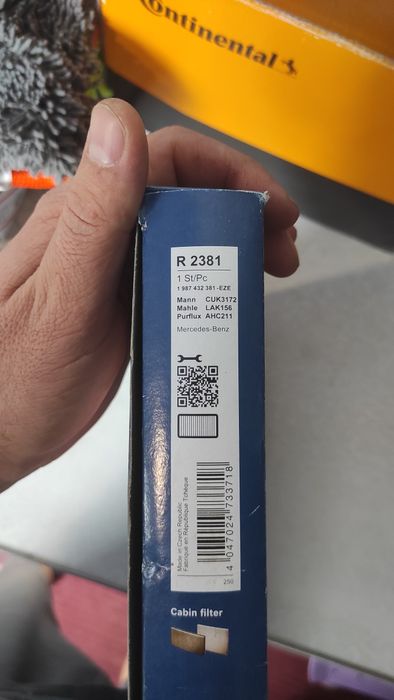 Continental
R 2381
1 St/Pc
1 987 432 381-EZE
Mann CUK3172
Mahle LAK156
Purflux AHC211
Mercedes-Benz
Made in Czech Republic
Fabriqué en République Tchèque
4 047024 733718
250
Cabin filter